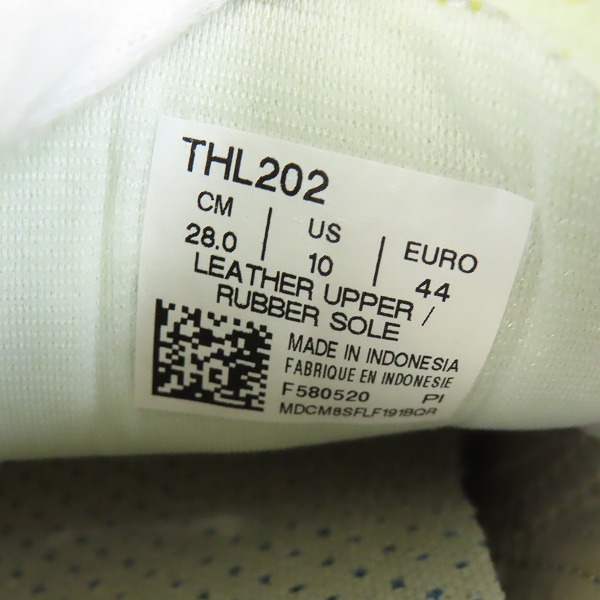 THL202
CM | US | EURO
28.0 | 10 | 44
LEATHER UPPER /
RUBBER SOLE
MADE IN INDONESIA
FABRIQUE EN INDONESIE
F580520 PI
MDCM8SFLF191BQR